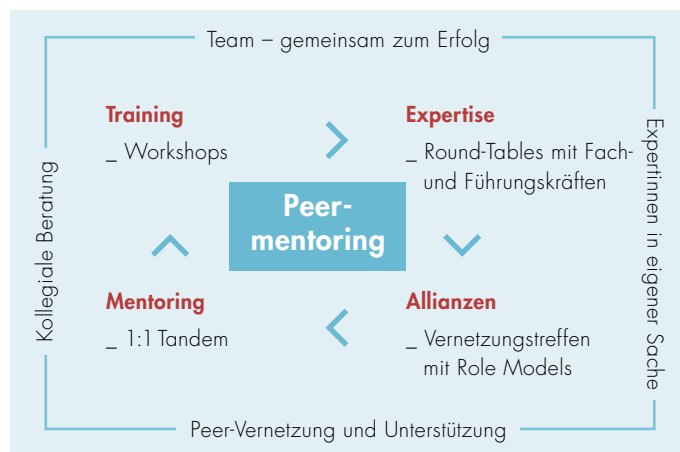 Team – gemeinsam zum Erfolg
Training
_ Workshops
Expertise
_ Round-Tables mit Fach-
und Führungskräften
Peer-
mentoring
Mentoring
_ 1:1 Tandem
Allianzen
_ Vernetzungstreffen
mit Role Models
Kollegiale Beratung
Expertinnen in eigener Sache
Peer-Vernetzung und Unterstützung